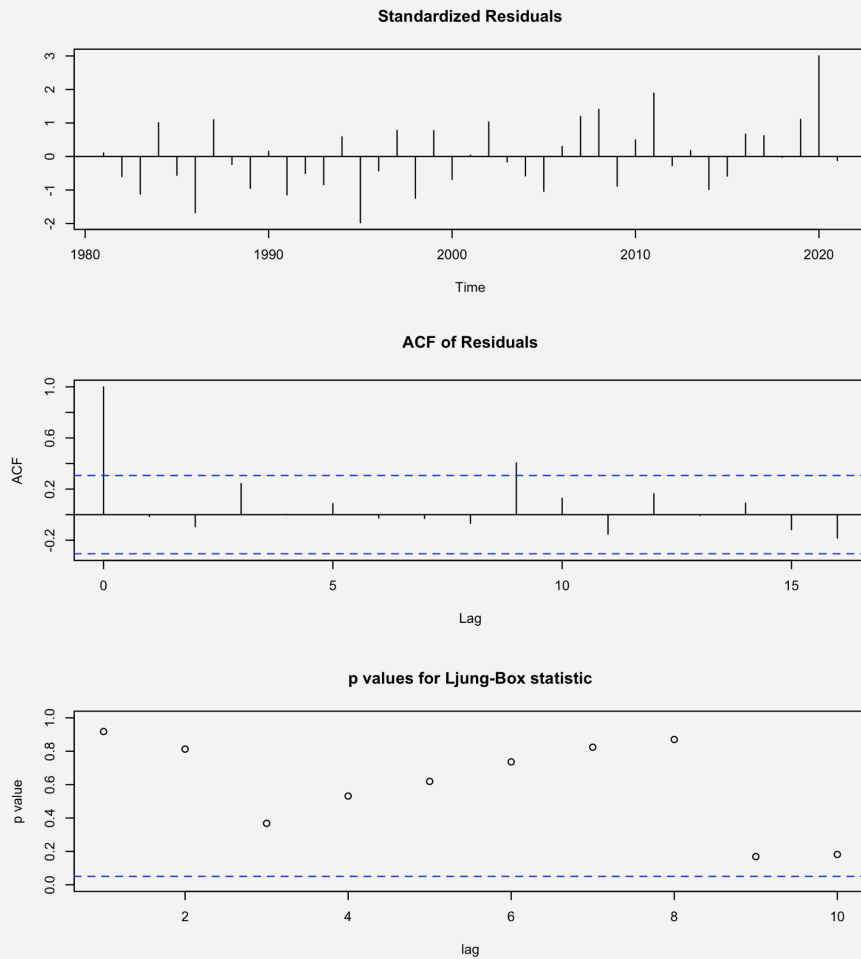 Standardized Residuals
3
2
1
0
-1
-2
1980 1990 2000 2010 2020
Time
ACF of Residuals
ACF
1.0
0.6
0.2
-0.2
0 5 10 15
Lag
p values for Ljung-Box statistic
p value
1.0
0.8
0.6
0.4
0.2
0.0
2 4 6 8 10
lag